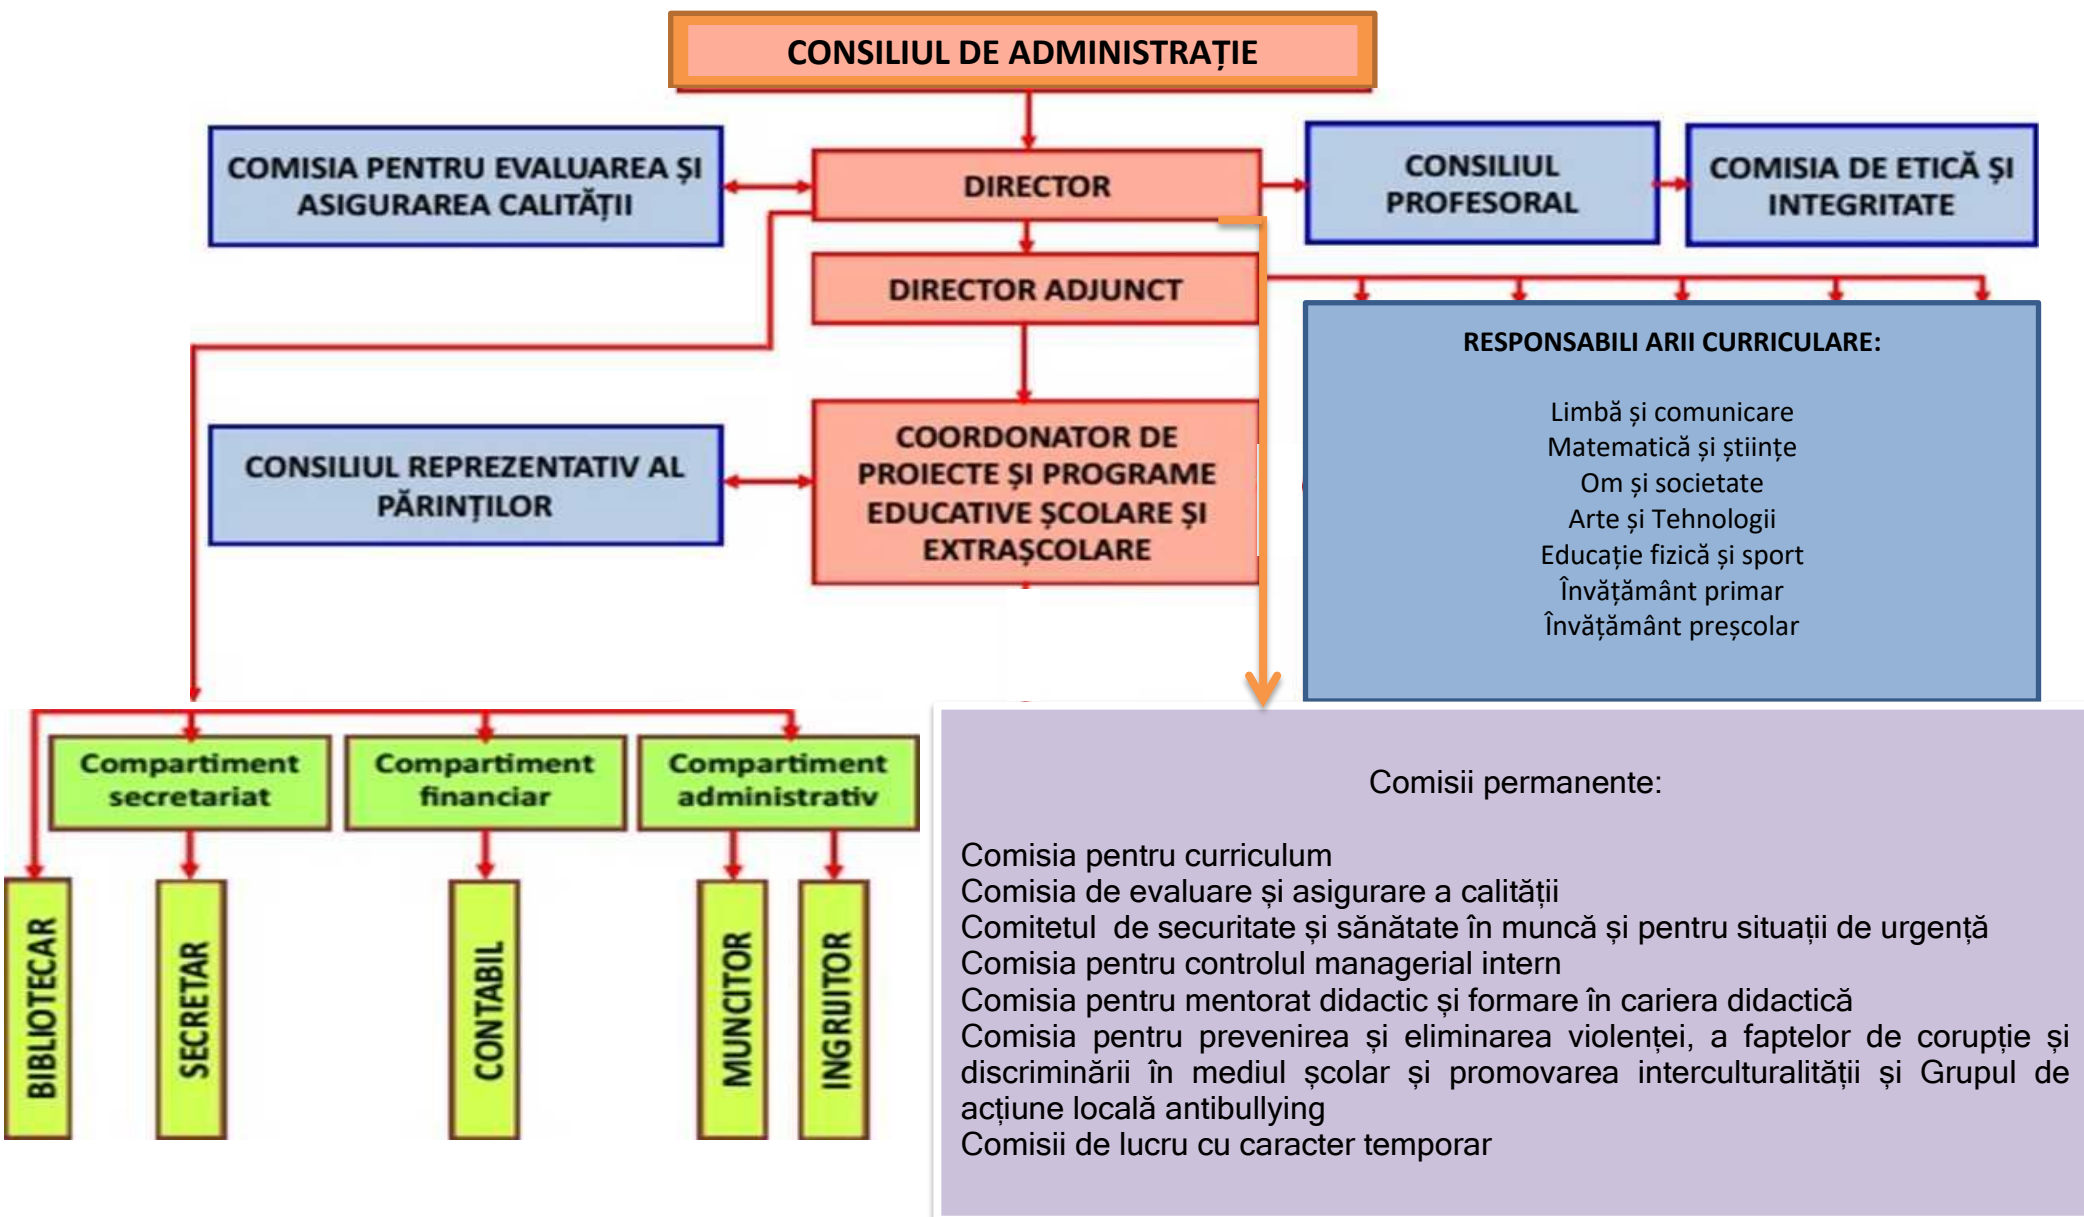 CONSILIUL DE ADMINISTRAȚIE
COMISIA PENTRU EVALUAREA ȘI
ASIGURAREA CALITĂȚII
DIRECTOR
CONSILIUL
PROFESORAL
COMISIA DE ETICĂ ȘI
INTEGRITATE
DIRECTOR ADJUNCT
RESPONSABILI ARII CURRICULARE:
Limbă și comunicare
Matematică și științe
Om și societate
Arte și Tehnologii
Educație fizică și sport
Învățământ primar
Învățământ preșcolar
CONSILIUL REPREZENTATIV AL
PĂRINȚILOR
COORDONATOR DE
PROIECTE ȘI PROGRAME
EDUCATIVE ȘCOLARE ȘI
EXTRAȘCOLARE
Compartiment
secretariat
Compartiment
financiar
Compartiment
administrativ
BIBLIOTECAR
SECRETAR
CONTABIL
MUNCITOR
INGRIJITOR
Comisii permanente:
Comisia pentru curriculum
Comisia de evaluare și asigurare a calității
Comitetul  de securitate și sănătate în muncă și pentru situații de urgență
Comisia pentru controlul managerial intern
Comisia pentru mentorat didactic și formare în cariera didactică
Comisia pentru prevenirea și eliminarea violenței, a faptelor de corupție și
discriminării în mediul școlar și promovarea interculturalității și Grupul de
acțiune locală antibullying
Comisii de lucru cu caracter temporar